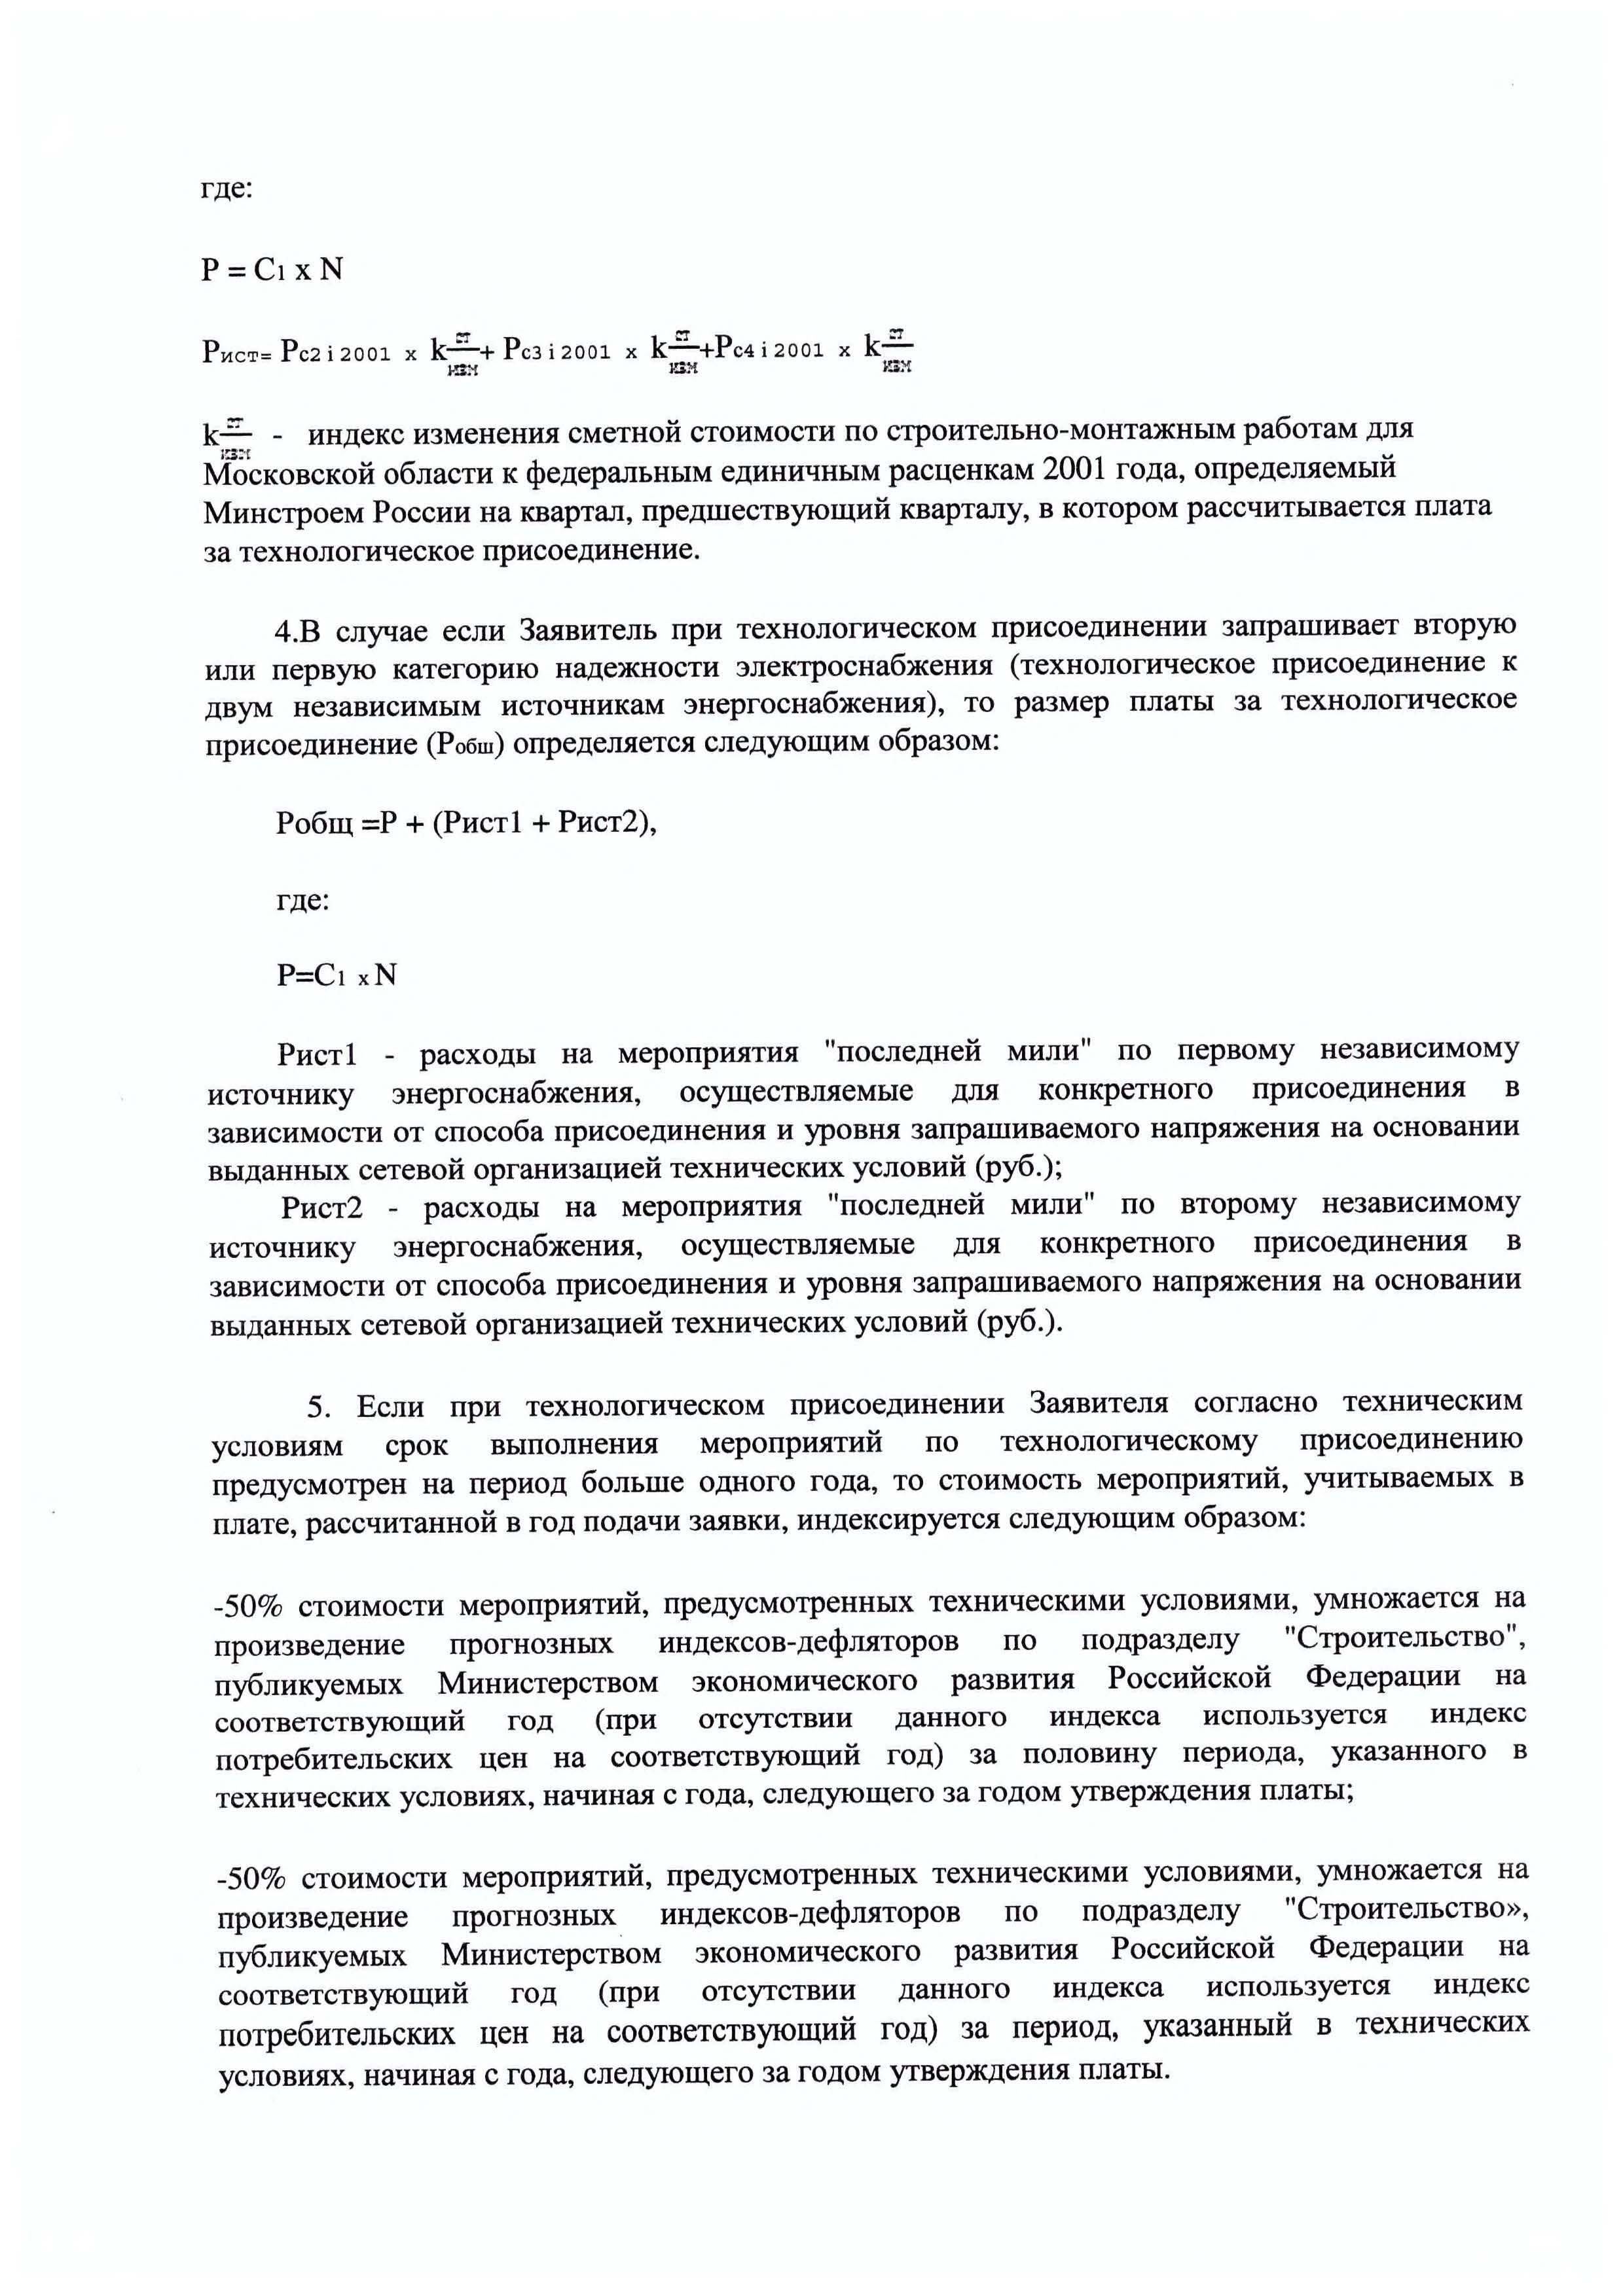 где:
P = C1 x N
Рист= Рс2 i 2001 x k ст изм + Рс3 i 2001 x k ст изм +Рс4 i 2001 x k ст изм
k ст изм - индекс изменения сметной стоимости по строительно-монтажным работам для
Московской области к федеральным единичным расценкам 2001 года, определяемый
Минстроем России на квартал, предшествующий кварталу, в котором рассчитывается плата
за технологическое присоединение.
4.В случае если Заявитель при технологическом присоединении запрашивает вторую
или первую категорию надежности электроснабжения (технологическое присоединение к
двум независимым источникам энергоснабжения), то размер платы за технологическое
присоединение (Робш) определяется следующим образом:
Робщ =Р + (Рист1 + Рист2),
где:
P=C1 x N
Рист1 - расходы на мероприятия "последней мили" по первому независимому
источнику энергоснабжения, осуществляемые для конкретного присоединения в
зависимости от способа присоединения и уровня запрашиваемого напряжения на основании
выданных сетевой организацией технических условий (руб.);
Рист2 - расходы на мероприятия "последней мили" по второму независимому
источнику энергоснабжения, осуществляемые для конкретного присоединения в
зависимости от способа присоединения и уровня запрашиваемого напряжения на основании
выданных сетевой организацией технических условий (руб.).
5. Если при технологическом присоединении Заявителя согласно техническим
условиям срок выполнения мероприятий по технологическому присоединению
предусмотрен на период больше одного года, то стоимость мероприятий, учитываемых в
плате, рассчитанной в год подачи заявки, индексируется следующим образом:
-50% стоимости мероприятий, предусмотренных техническими условиями, умножается на
произведение прогнозных индексов-дефляторов по подразделу "Строительство",
публикуемых Министерством экономического развития Российской Федерации на
соответствующий год (при отсутствии данного индекса используется индекс
потребительских цен на соответствующий год) за половину периода, указанного в
технических условиях, начиная с года, следующего за годом утверждения платы;
-50% стоимости мероприятий, предусмотренных техническими условиями, умножается на
произведение прогнозных индексов-дефляторов по подразделу "Строительство»,
публикуемых Министерством экономического развития Российской Федерации на
соответствующий год (при отсутствии данного индекса используется индекс
потребительских цен на соответствующий год) за период, указанный в технических
условиях, начиная с года, следующего за годом утверждения платы.